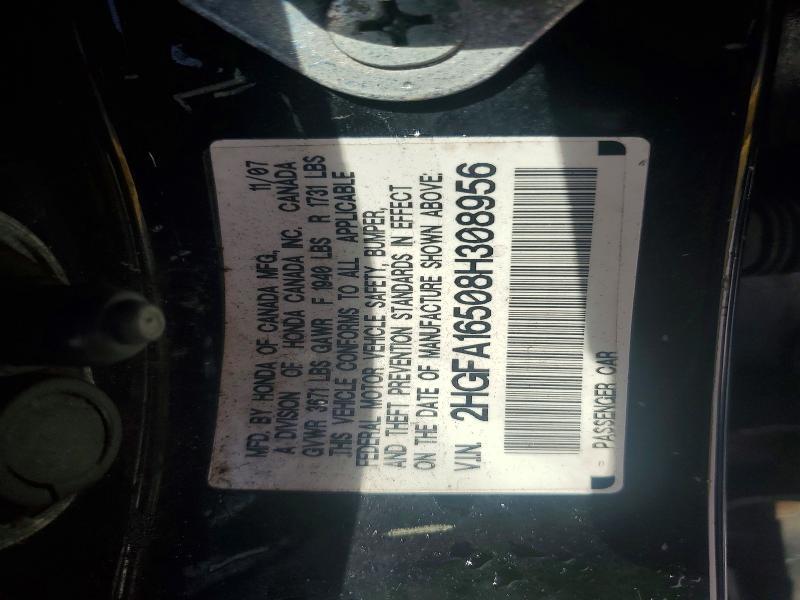 MFD. BY HONDA OF CANADA MFG., 11/07
A DIVISION OF HONDA CANADA INC. CANADA
GVWR 3671 LBS GAWR F 1940 LBS R 1731 LBS
THIS VEHICLE CONFORMS TO ALL APPLICABLE
FEDERAL MOTOR VEHICLE SAFETY, BUMPER,
AND THEFT PREVENTION STANDARDS IN EFFECT
ON THE DATE OF MANUFACTURE SHOWN ABOVE.
V.I.N. 2HGFA16508H308956
PASSENGER CAR